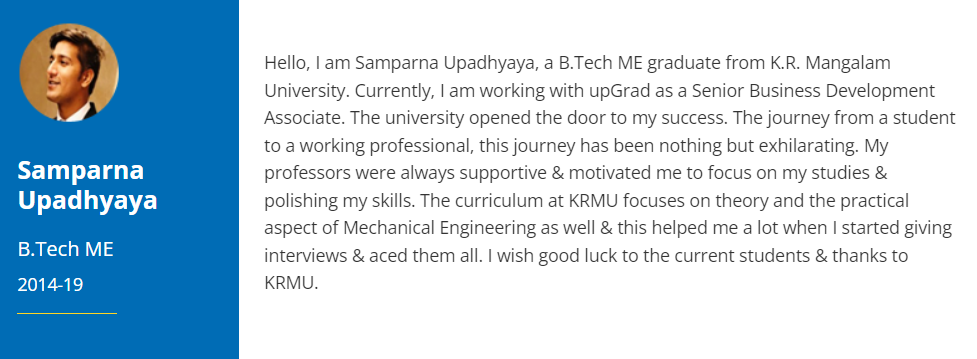 Samparna
Upadhyaya
B.Tech ME
2014-19
Hello, I am Samparna Upadhyaya, a B.Tech ME graduate from K.R. Mangalam
University. Currently, I am working with upGrad as a Senior Business Development
Associate. The university opened the door to my success. The journey from a student
to a working professional, this journey has been nothing but exhilarating. My
professors were always supportive & motivated me to focus on my studies &
polishing my skills. The curriculum at KRMU focuses on theory and the practical
aspect of Mechanical Engineering as well & this helped me a lot when I started giving
interviews & aced them all. I wish good luck to the current students & thanks to
KRMU.